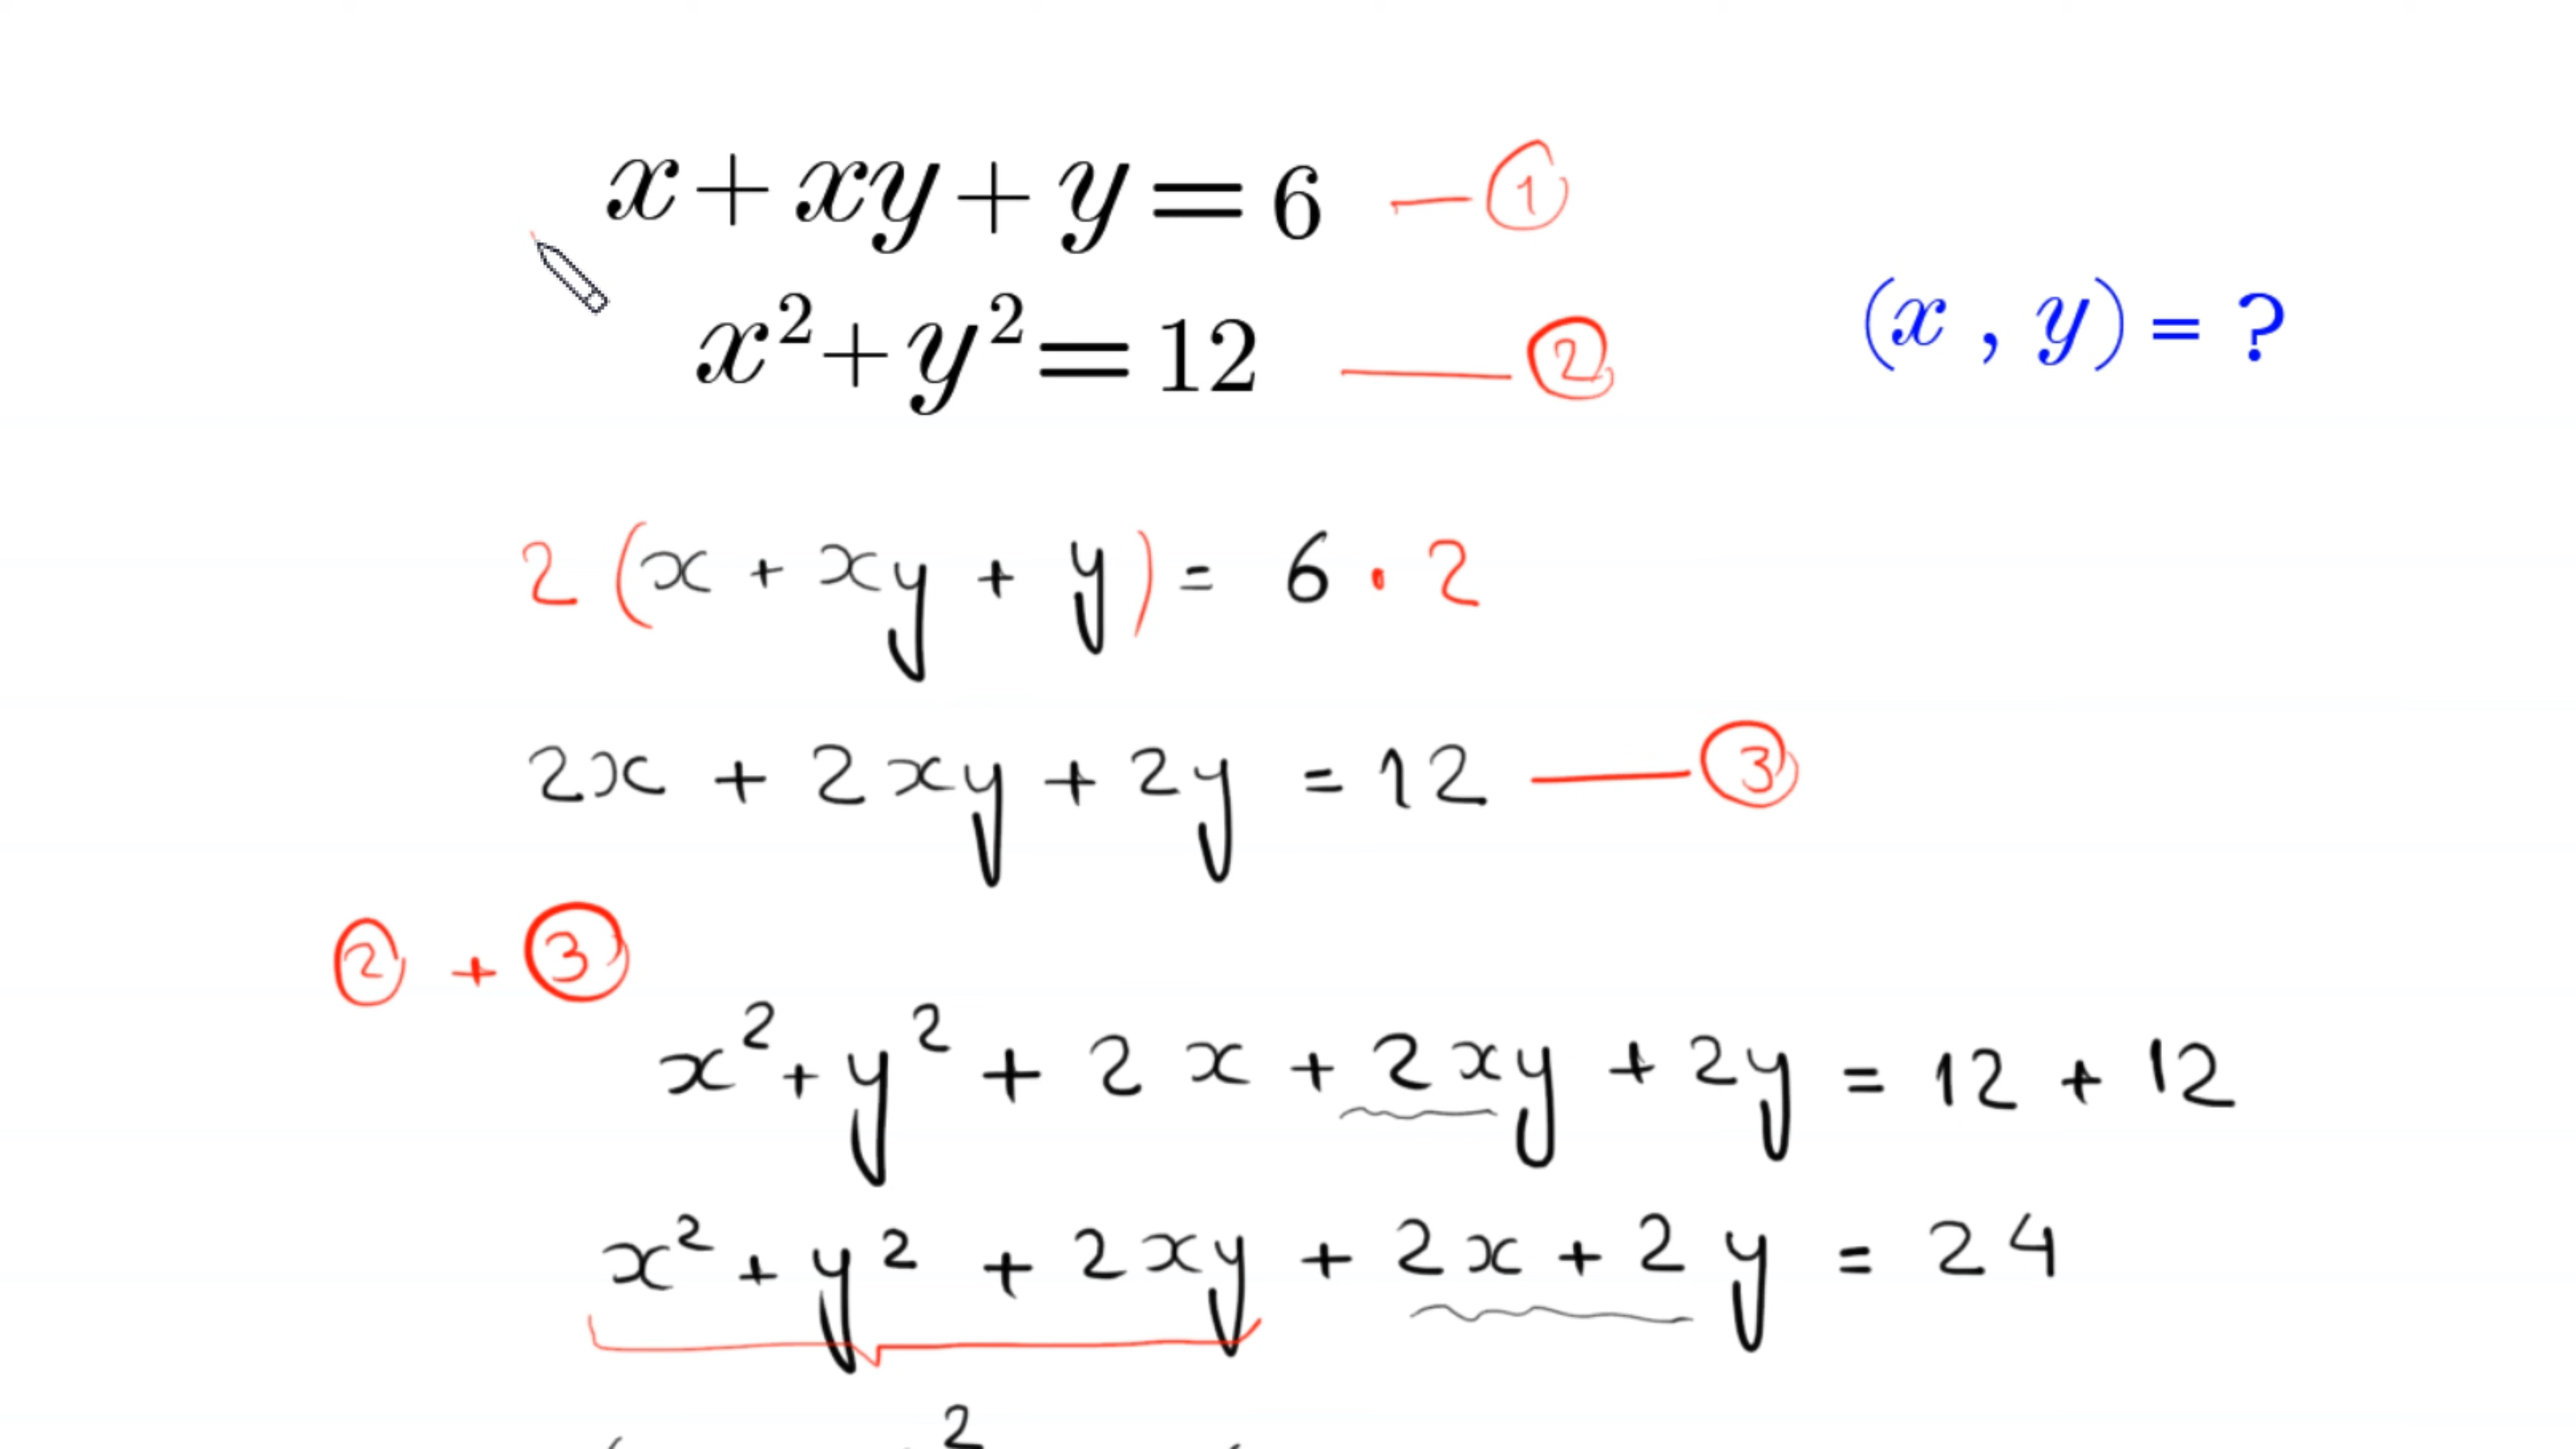 x + xy + y = 6 — ①
x² + y² = 12 — ②
(x , y) = ?
2 (x + xy + y) = 6 · 2
2x + 2xy + 2y = 12 — ③
② + ③
x² + y² + 2x + 2xy + 2y = 12 + 12
x² + y² + 2xy + 2x + 2y = 24
2